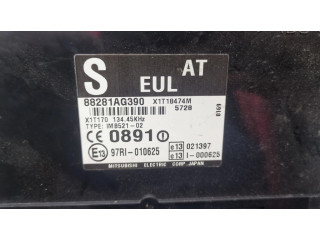 S EUL AT
88281AG390 X1T18474M
X1T170 134.45KHz 5728
TYPE: IMB521-02
CE 0891
E13 97RI-010625 e13 021397
e13 I-000625
MITSUBISHI ELECTRIC CORP. JAPAN